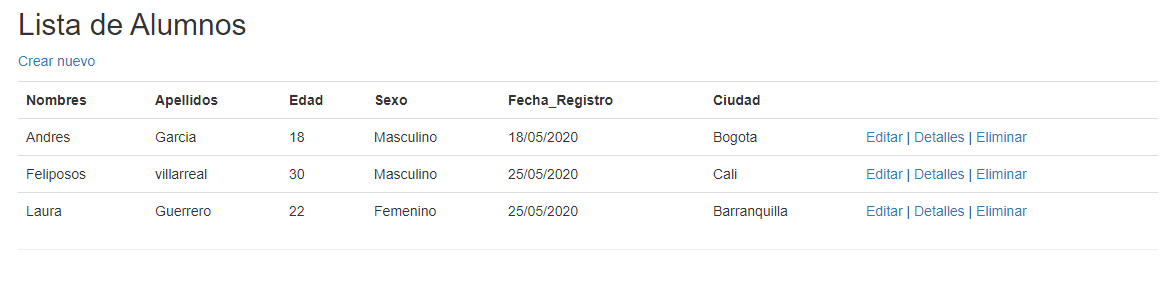 Lista de Alumnos
Crear nuevo
Nombres Apellidos Edad Sexo Fecha_Registro Ciudad
Andres Garcia 18 Masculino 18/05/2020 Bogota Editar | Detalles | Eliminar
Feliposos villarreal 30 Masculino 25/05/2020 Cali Editar | Detalles | Eliminar
Laura Guerrero 22 Femenino 25/05/2020 Barranquilla Editar | Detalles | Eliminar